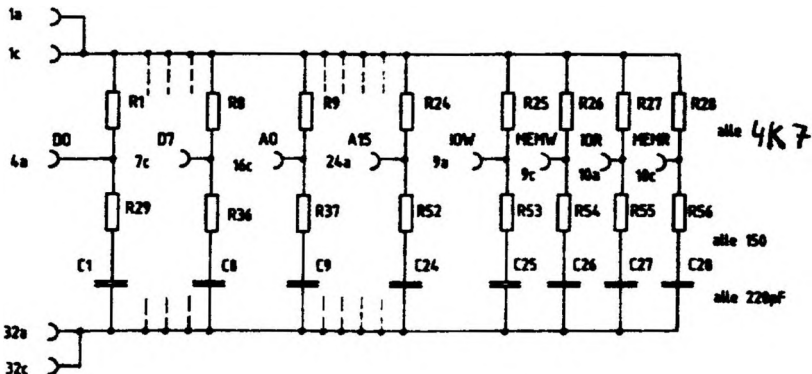 1a
1c
R1 R8 R9 R24 R25 R26 R27 R28
alle 4K7
D0 D7 A0 A15 IOW MEMW IOR MEMR
4a 7c 16c 24a 9a 9c 10a 10c
R29 R36 R37 R52 R53 R54 R55 R56
alle 150
C1 C8 C9 C24 C25 C26 C27 C28
alle 220pF
32a
32c